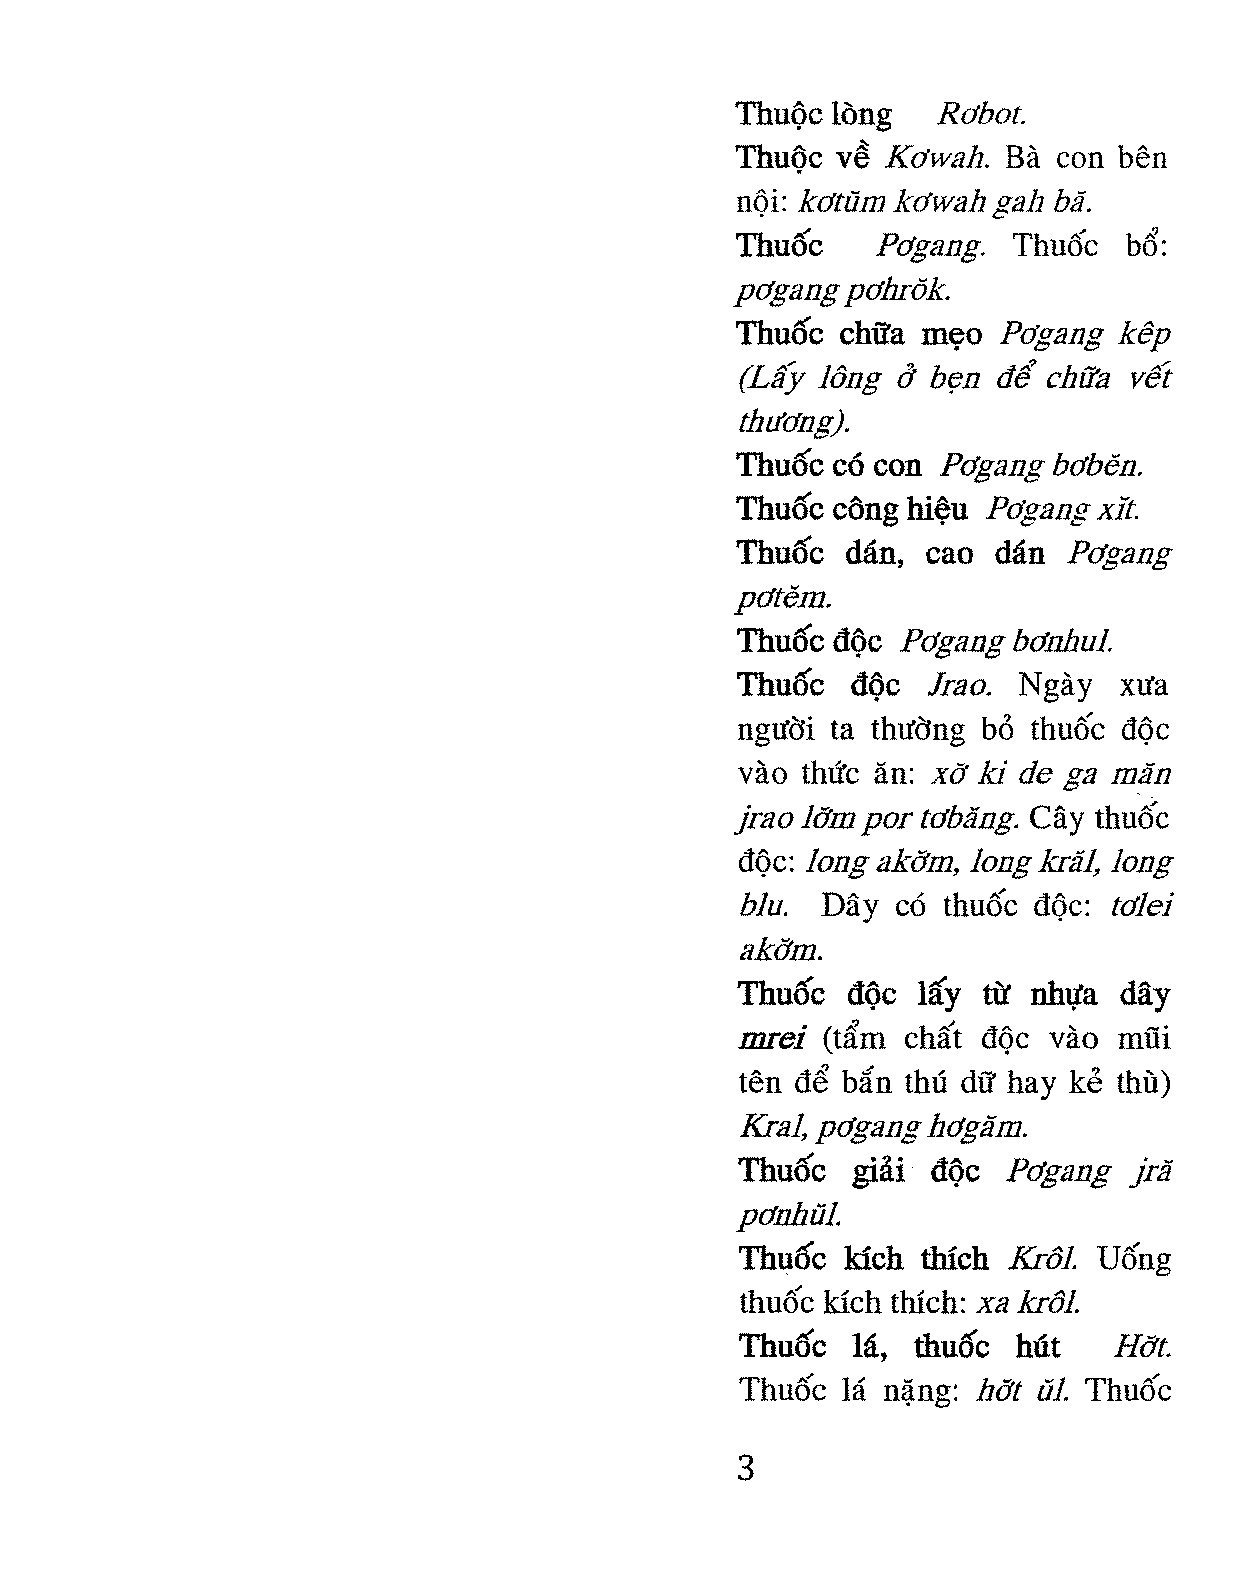 Thuộc lòng Rơbot.
Thuộc về Kơwah. Bà con bên
nội: kơtŭm kơwah gah bă.
Thuốc Pơgang. Thuốc bổ:
pơgang pơhrŏk.
Thuốc chữa mẹo Pơgang kêp
(Lấy lông ở bẹn để chữa vết
thương).
Thuốc có con Pơgang bơbĕn.
Thuốc công hiệu Pơgang xĭt.
Thuốc dán, cao dán Pơgang
pơtĕm.
Thuốc độc Pơgang bơnhul.
Thuốc độc Jrao. Ngày xưa
người ta thường bỏ thuốc độc
vào thức ăn: xơ̆ ki de ga măn
jrao lơ̆m por tơbăng. Cây thuốc
độc: long akơ̆m, long krăl, long
blu. Dây có thuốc độc: tơlei
akơ̆m.
Thuốc độc lấy từ nhựa dây
mrei (tẩm chất độc vào mũi
tên để bắn thú dữ hay kẻ thù)
Kral, pơgang hơgăm.
Thuốc giải độc Pơgang jră
pơnhŭl.
Thuốc kích thích Krôl. Uống
thuốc kích thích: xa krôl.
Thuốc lá, thuốc hút Hơ̆t.
Thuốc lá nặng: hơ̆t ŭl. Thuốc
3